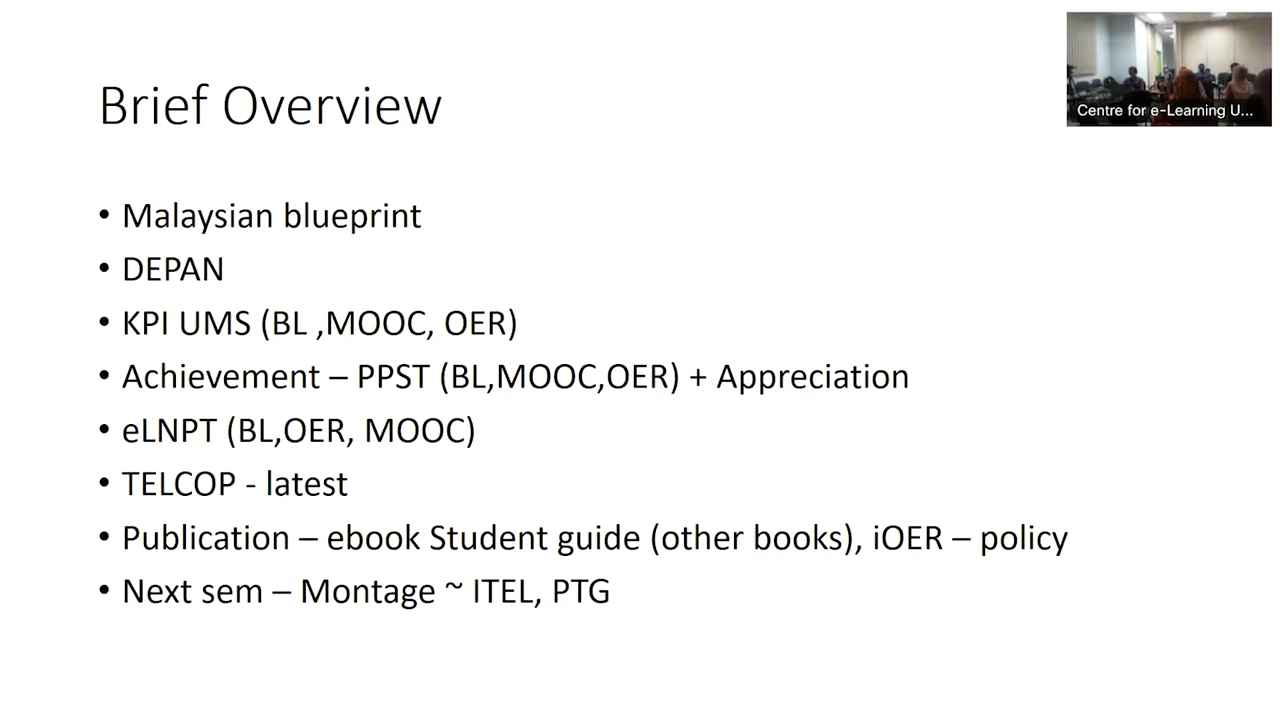 Brief Overview
Centre for e-Learning U...
• Malaysian blueprint
• DEPAN
• KPI UMS (BL ,MOOC, OER)
• Achievement – PPST (BL,MOOC,OER) + Appreciation
• eLNPT (BL,OER, MOOC)
• TELCOP - latest
• Publication – ebook Student guide (other books), iOER – policy
• Next sem – Montage ~ ITEL, PTG